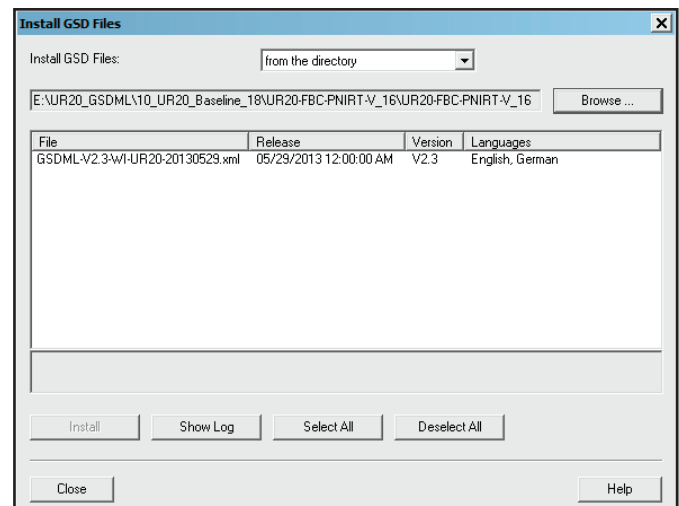 Install GSD Files
Install GSD Files:
from the directory
E:\UR20_GSDML\10_UR20_Baseline_18\UR20-FBC-PNIRT-V_16\UR20-FBC-PNIRT-V_16
Browse ...
File Release Version Languages
GSDML-V2.3-WI-UR20-20130529.xml 05/29/2013 12:00:00 AM V2.3 English, German
Install Show Log Select All Deselect All
Close Help